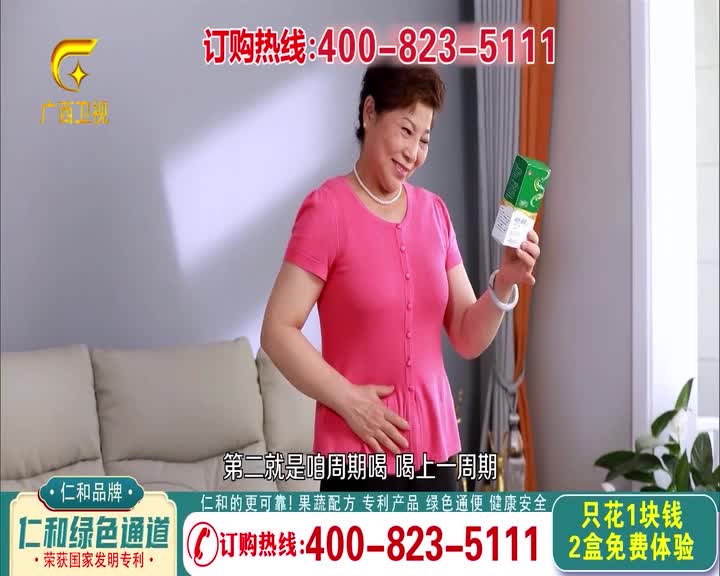 订购热线:400-823-5111
广西卫视
第二就是咱周期喝 喝上一周期
·仁和品牌·
仁和绿色通道
·荣获国家发明专利·
仁和的更可靠! 果蔬配方 专利产品 绿色通便 健康安全
订购热线:400-823-5111
只花1块钱
2盒免费体验